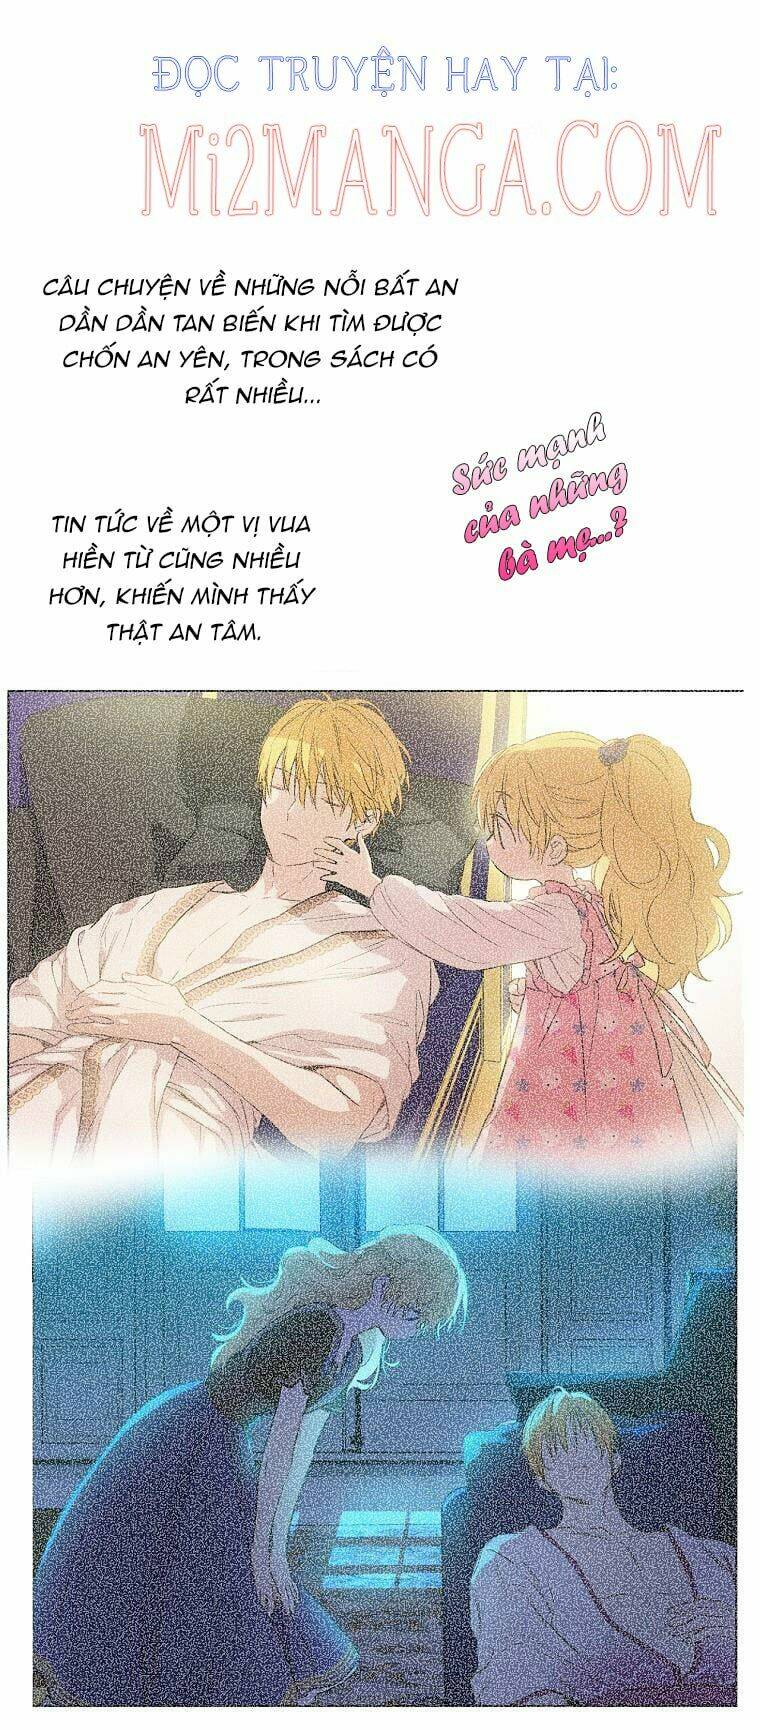 ĐỌC TRUYỆN HAY TẠI:
MI2MANGA.COM
CÂU CHUYỆN VỀ NHỮNG NỖI BẤT AN
DẦN DẦN TAN BIẾN KHI TÌM ĐƯỢC
CHỐN AN YÊN, TRONG SÁCH CÓ
RẤT NHIỀU...
Sức mạnh
của những
bà mẹ...?
TIN TỨC VỀ MỘT VỊ VUA
HIỀN TỪ CŨNG NHIỀU
HƠN, KHIẾN MÌNH THẤY
THẬT AN TÂM.